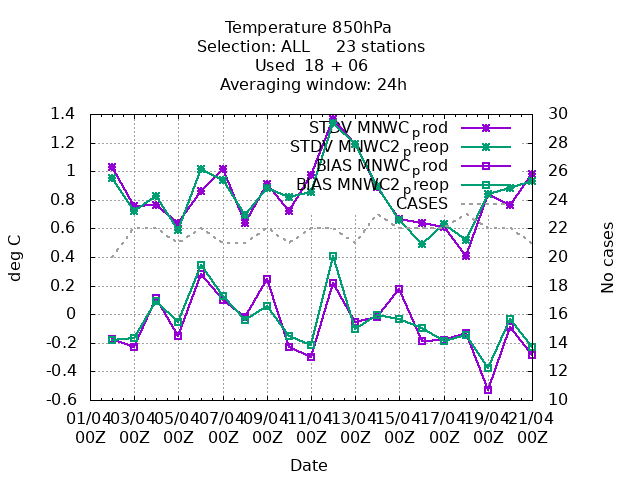 Temperature 850hPa
Selection: ALL 23 stations
Used 18 + 06
Averaging window: 24h
STDV MNWC_prod
STDV MNWC2_preop
BIAS MNWC_prod
BIAS MNWC2_preop
CASES
1.4
1.2
1
0.8
0.6
0.4
0.2
0
-0.2
-0.4
-0.6
30
28
26
24
22
20
18
16
14
12
10
deg C
No cases
01/04 03/04 05/04 07/04 09/04 11/04 13/04 15/04 17/04 19/04 21/04
00Z 00Z 00Z 00Z 00Z 00Z 00Z 00Z 00Z 00Z 00Z
Date